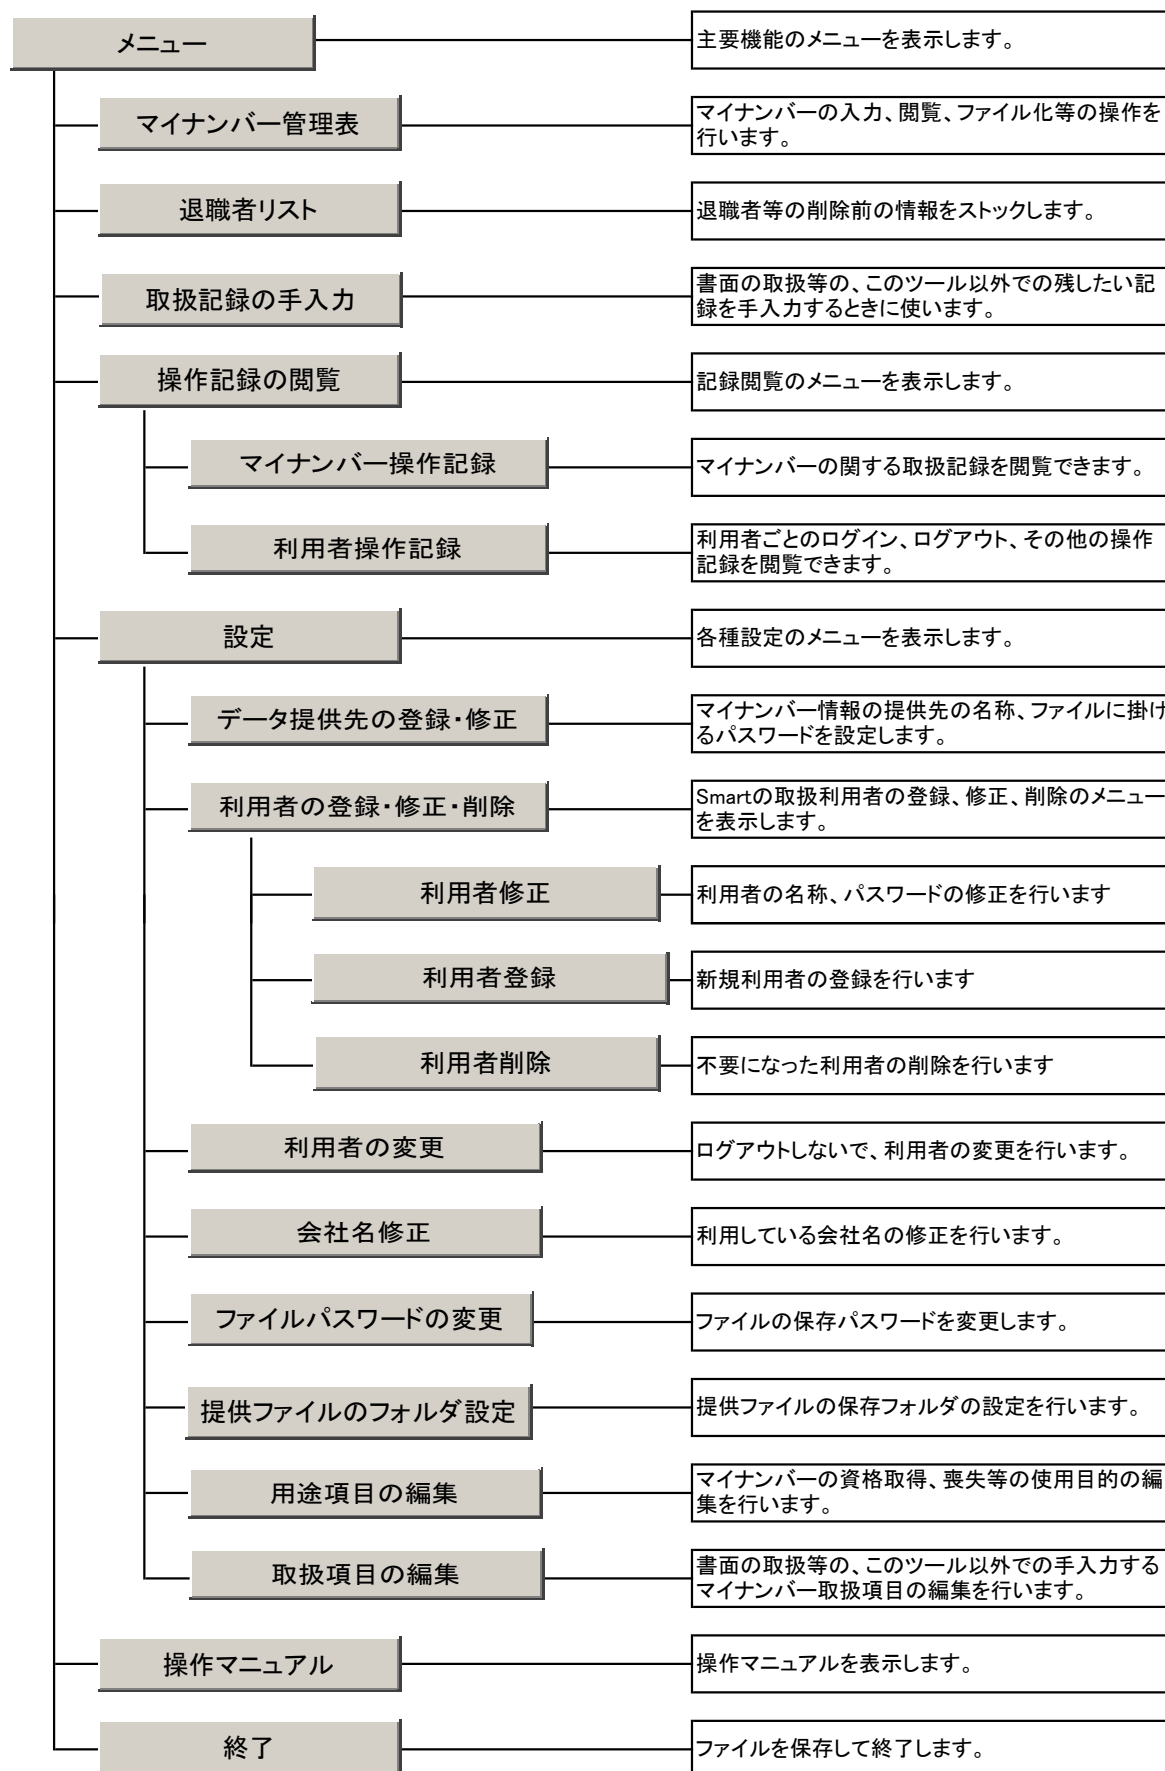 メニュー
主要機能のメニューを表示します。
マイナンバー管理表
マイナンバーの入力、閲覧、ファイル化等の操作を
行います。
退職者リスト
退職者等の削除前の情報をストックします。
取扱記録の手入力
書面の取扱等の、このツール以外での残したい記
録を手入力するときに使います。
操作記録の閲覧
記録閲覧のメニューを表示します。
マイナンバー操作記録
マイナンバーの関する取扱記録を閲覧できます。
利用者操作記録
利用者ごとのログイン、ログアウト、その他の操作
記録を閲覧できます。
設定
各種設定のメニューを表示します。
データ提供先の登録・修正
マイナンバー情報の提供先の名称、ファイルに掛け
るパスワードを設定します。
利用者の登録・修正・削除
Smartの取扱利用者の登録、修正、削除のメニュー
を表示します。
利用者修正
利用者の名称、パスワードの修正を行います
利用者登録
新規利用者の登録を行います
利用者削除
不要になった利用者の削除を行います
利用者の変更
ログアウトしないで、利用者の変更を行います。
会社名修正
利用している会社名の修正を行います。
ファイルパスワードの変更
ファイルの保存パスワードを変更します。
提供ファイルのフォルダ設定
提供ファイルの保存フォルダの設定を行います。
用途項目の編集
マイナンバーの資格取得、喪失等の使用目的の編
集を行います。
取扱項目の編集
書面の取扱等の、このツール以外での手入力する
マイナンバー取扱項目の編集を行います。
操作マニュアル
操作マニュアルを表示します。
終了
ファイルを保存して終了します。